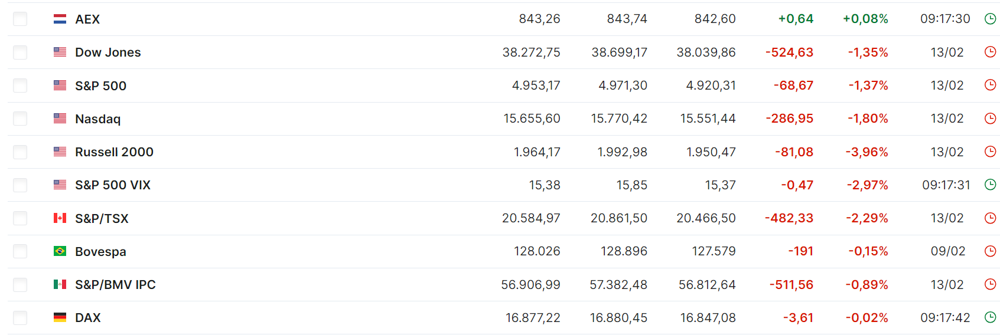 AEX 843,26 843,74 842,60 +0,64 +0,08% 09:17:30
Dow Jones 38.272,75 38.699,17 38.039,86 -524,63 -1,35% 13/02
S&P 500 4.953,17 4.971,30 4.920,31 -68,67 -1,37% 13/02
Nasdaq 15.655,60 15.770,42 15.551,44 -286,95 -1,80% 13/02
Russell 2000 1.964,17 1.992,98 1.950,47 -81,08 -3,96% 13/02
S&P 500 VIX 15,38 15,85 15,37 -0,47 -2,97% 09:17:31
S&P/TSX 20.584,97 20.861,50 20.466,50 -482,33 -2,29% 13/02
Bovespa 128.026 128.896 127.579 -191 -0,15% 09/02
S&P/BMV IPC 56.906,99 57.382,48 56.812,64 -511,56 -0,89% 13/02
DAX 16.877,22 16.880,45 16.847,08 -3,61 -0,02% 09:17:42